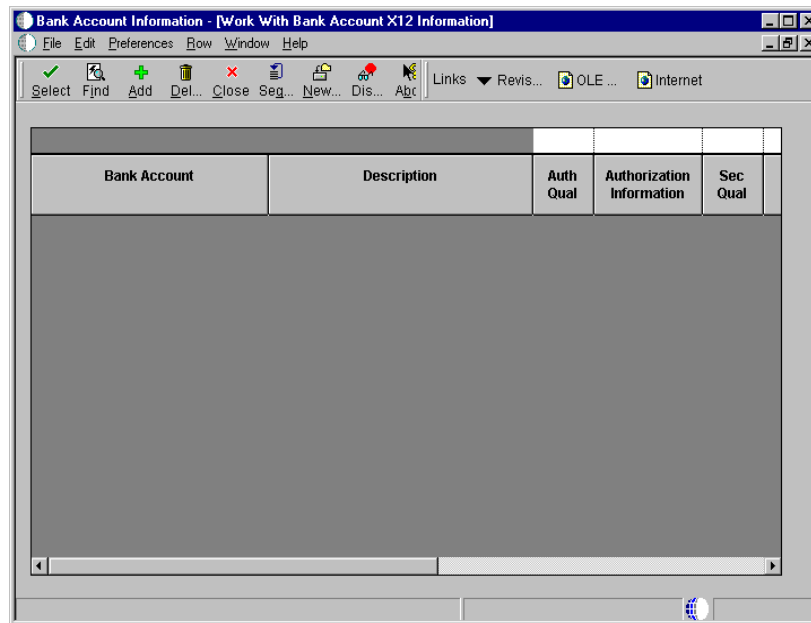 Bank Account Information - [Work With Bank Account X12 Information]
File Edit Preferences Row Window Help
Select Find Add Del... Close Seq... New... Dis... Abc Links Revis... OLE ... Internet
Bank Account Description Auth Qual Authorization Information Sec Qual